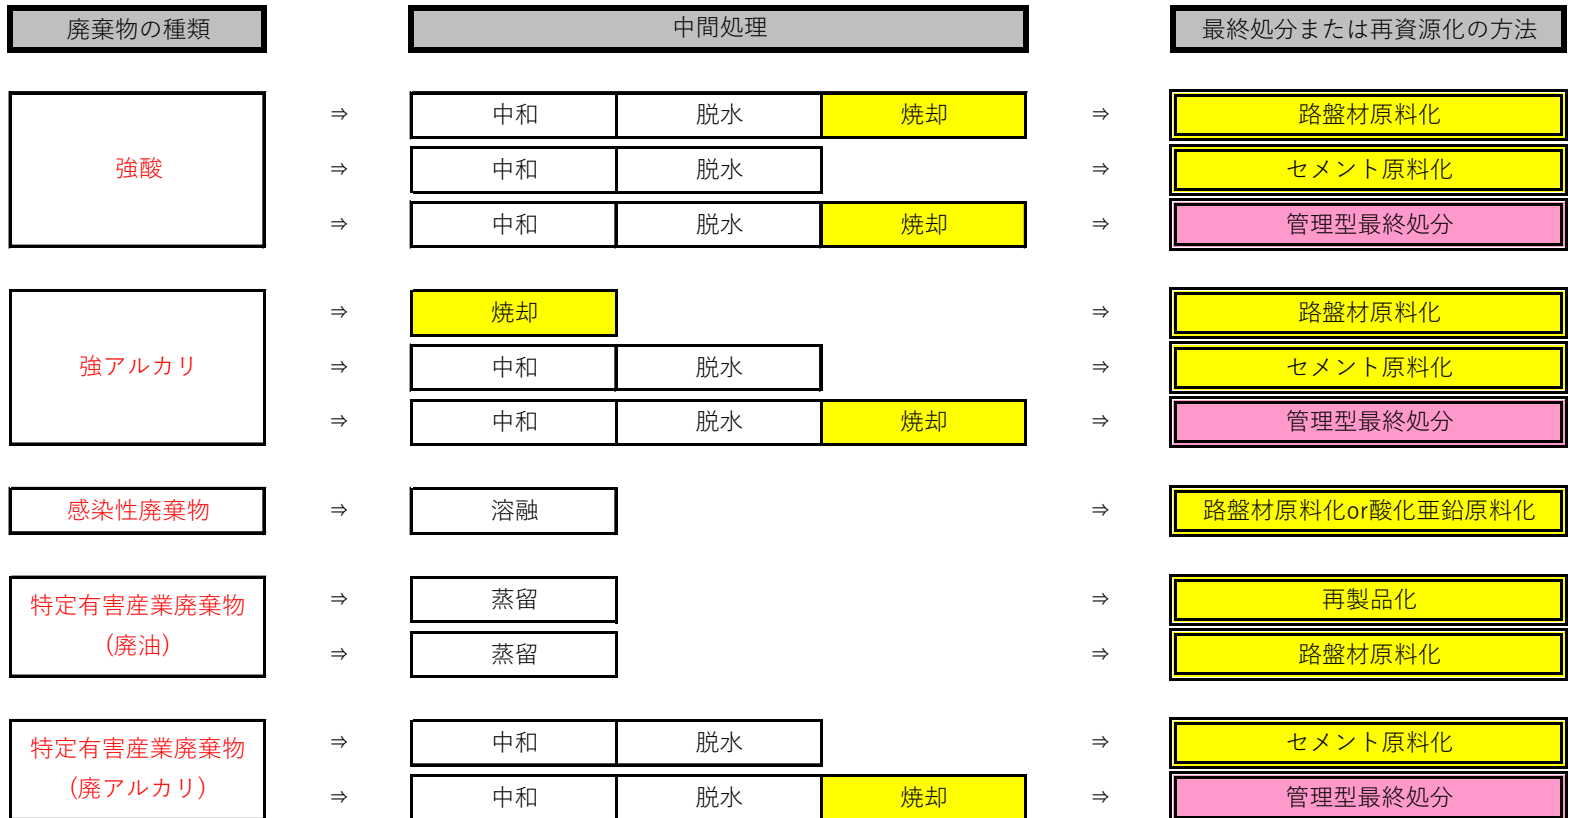 廃棄物の種類 中間処理 最終処分または再資源化の方法
⇒ 中和 脱水 焼却 ⇒ 路盤材原料化
強酸 ⇒ 中和 脱水 ⇒ セメント原料化
⇒ 中和 脱水 焼却 ⇒ 管理型最終処分
⇒ 焼却 ⇒ 路盤材原料化
強アルカリ ⇒ 中和 脱水 ⇒ セメント原料化
⇒ 中和 脱水 焼却 ⇒ 管理型最終処分
感染性廃棄物 ⇒ 溶融 ⇒ 路盤材原料化or酸化亜鉛原料化
特定有害産業廃棄物 ⇒ 蒸留 ⇒ 再製品化
(廃油) ⇒ 蒸留 ⇒ 路盤材原料化
特定有害産業廃棄物 ⇒ 中和 脱水 ⇒ セメント原料化
(廃アルカリ) ⇒ 中和 脱水 焼却 ⇒ 管理型最終処分